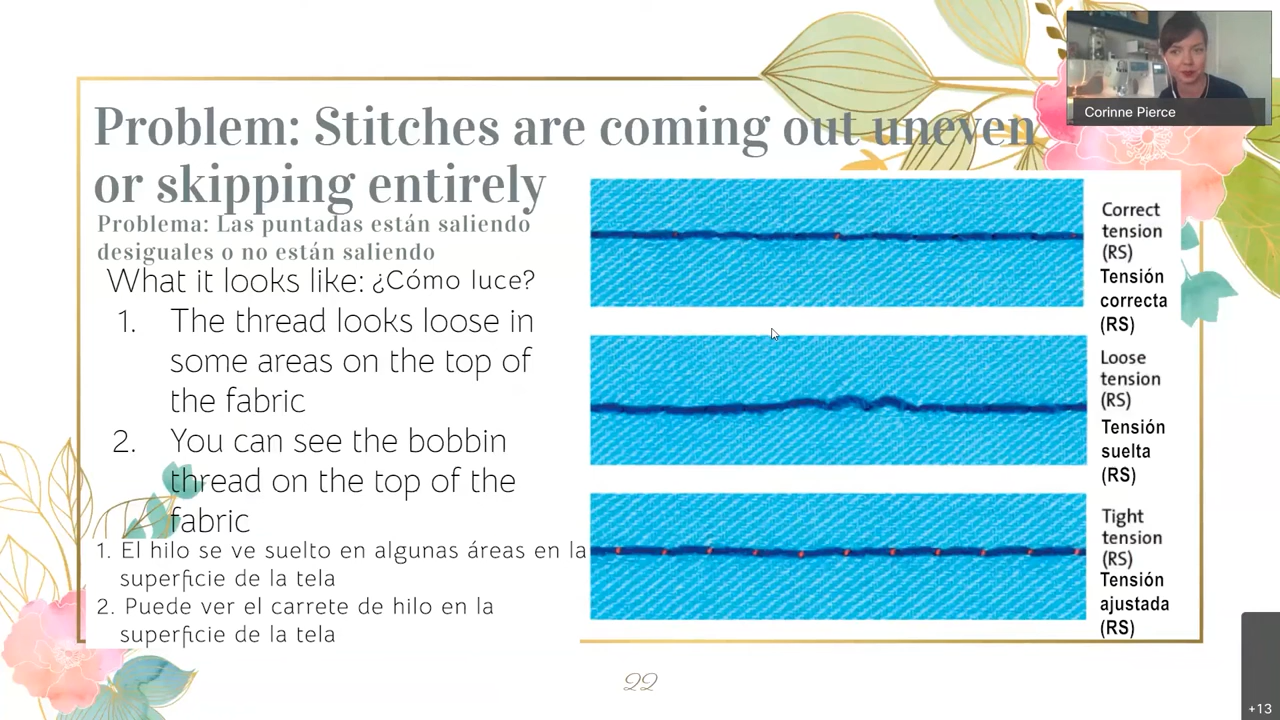 Corinne Pierce
Problem: Stitches are coming out uneven
or skipping entirely
Problema: Las puntadas están saliendo
desiguales o no están saliendo
What it looks like: ¿Cómo luce?
1. The thread looks loose in
some areas on the top of
the fabric
2. You can see the bobbin
thread on the top of the
fabric
1. El hilo se ve suelto en algunas áreas en la
superficie de la tela
2. Puede ver el carrete de hilo en la
superficie de la tela
Correct
tension
(RS)
Tensión
correcta
(RS)
Loose
tension
(RS)
Tensión
suelta
(RS)
Tight
tension
(RS)
Tensión
ajustada
(RS)
22
+13